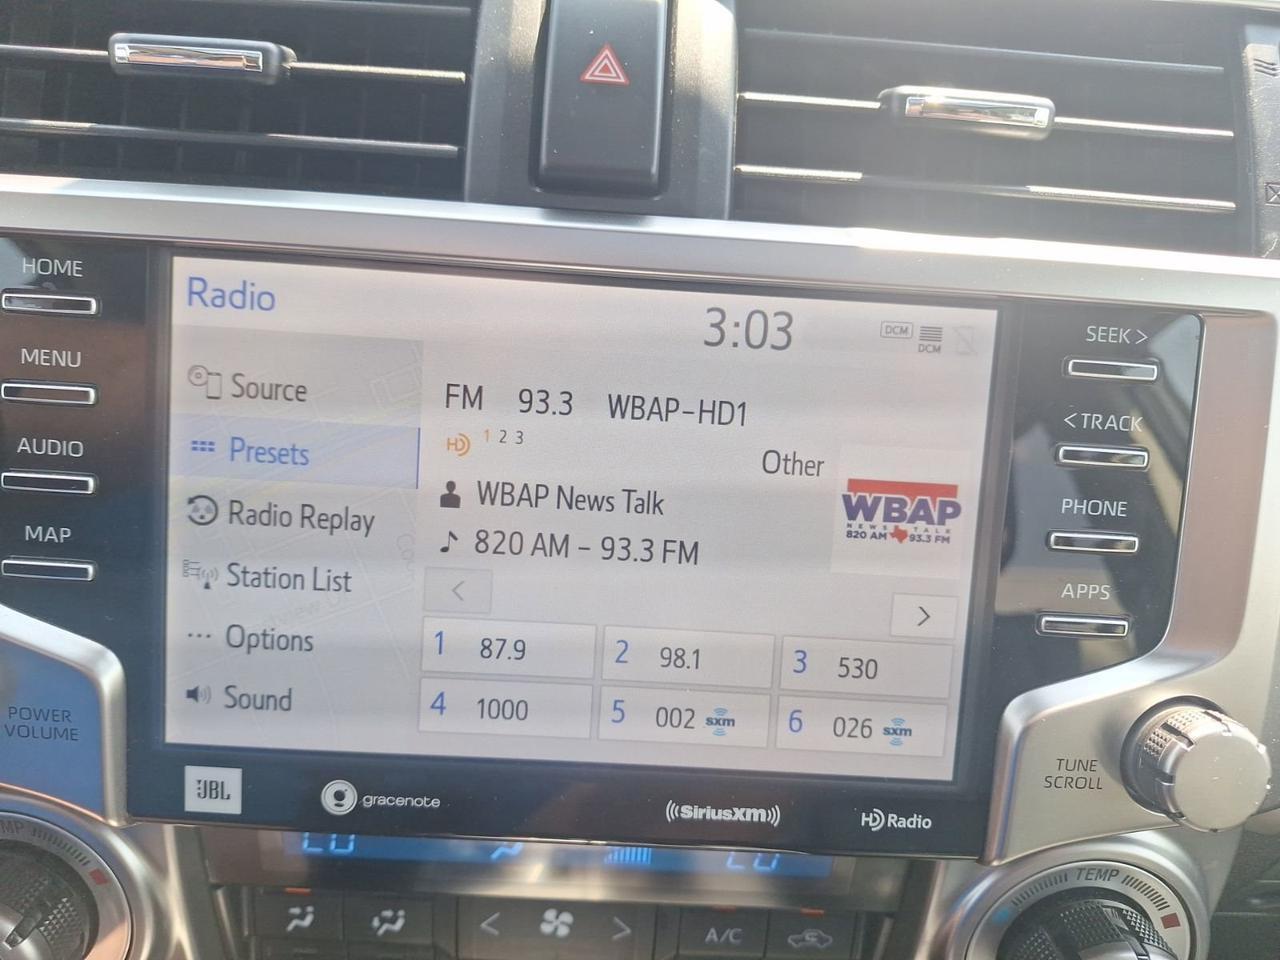 HOME
MENU
AUDIO
MAP
POWER
VOLUME
Radio
3:03
DCM
DCM
Source
Presets
Radio Replay
Station List
Options
Sound
FM 93.3 WBAP-HD1
HD 1 2 3
Other
WBAP News Talk
820 AM - 93.3 FM
WBAP
NEWS TALK
820 AM 93.3 FM
<
>
1 87.9
2 98.1
3 530
4 1000
5 002 sxm
6 026 sxm
SEEK >
< TRACK
PHONE
APPS
TUNE
SCROLL
JBL
gracenote
((SiriusXM))
HD Radio
LO
LO
TEMP
< >
A/C